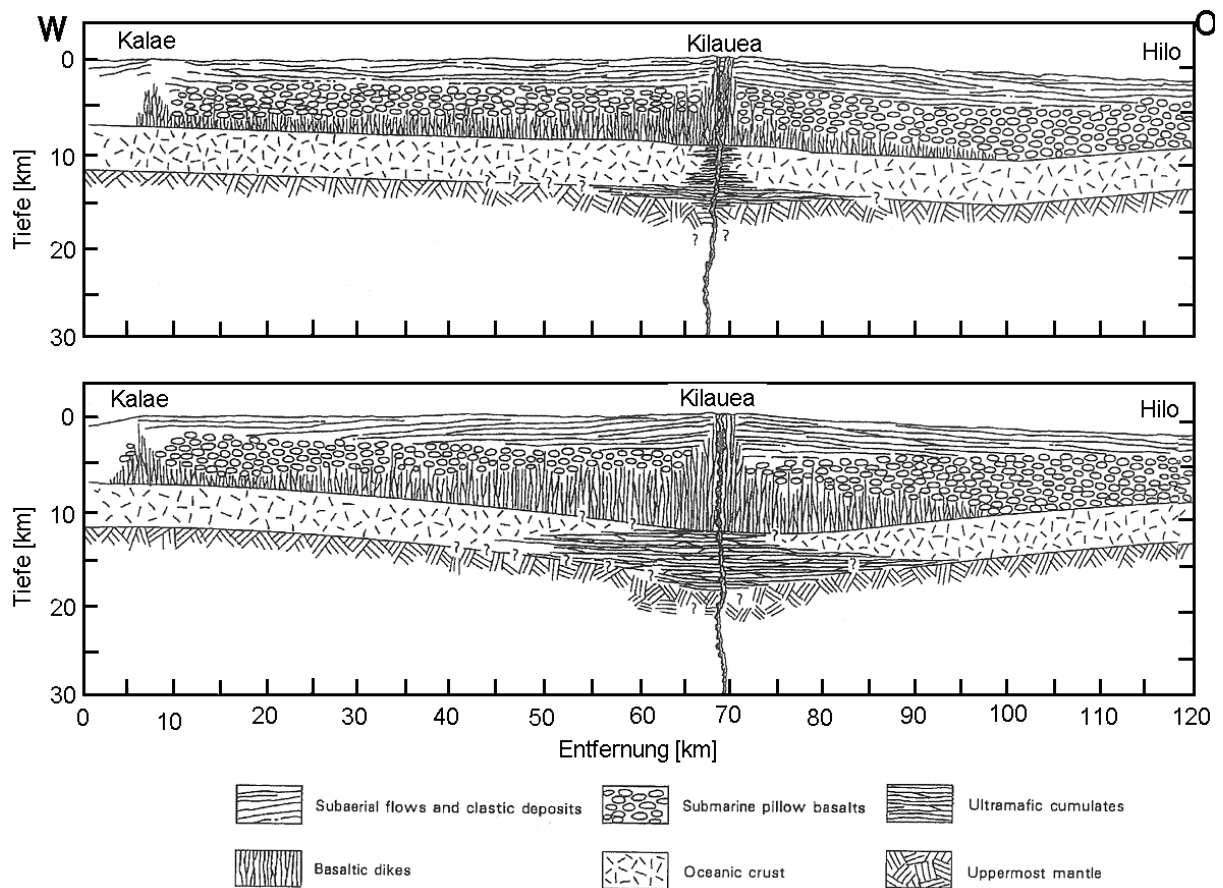 W O
Kalae Kilauea Hilo
0
10
20
30
Tiefe [km]
? ? ? ? ? ?
Kalae Kilauea Hilo
0
10
20
30
Tiefe [km]
? ? ? ? ? ? ? ? ?
0 10 20 30 40 50 60 70 80 90 100 110 120
Entfernung [km]
Subaerial flows and clastic deposits Submarine pillow basalts Ultramafic cumulates
Basaltic dikes Oceanic crust Uppermost mantle